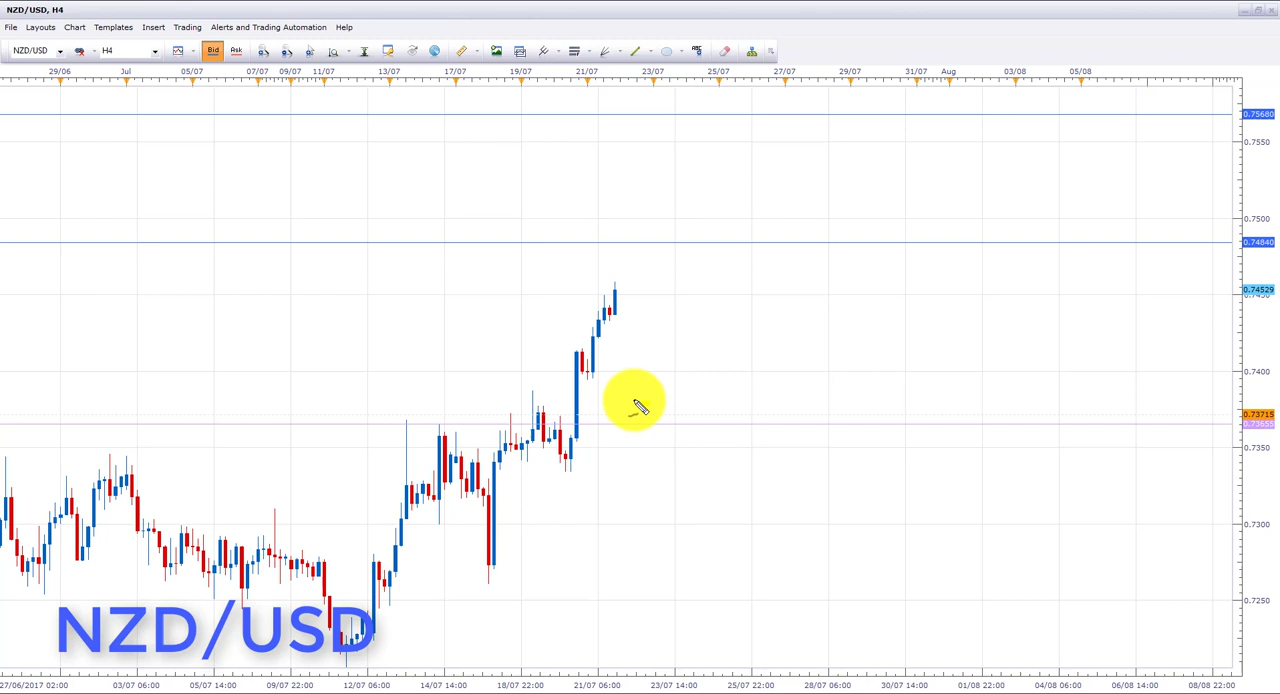 NZD/USD, H4
File Layouts Chart Templates Insert Trading Alerts and Trading Automation Help
NZD/USD H4 Bid Ask ABC
29/06 Jul 05/07 07/07 09/07 11/07 13/07 17/07 19/07 21/07 23/07 25/07 27/07 29/07 31/07 Aug 03/08 05/08
0.75680
0.7550
0.7500
0.74840
0.74529
0.7450
0.7400
0.73715
0.73655
0.7350
0.7300
0.7250
NZD/USD
27/06/2017 02:00 03/07 06:00 05/07 14:00 09/07 22:00 12/07 06:00 14/07 14:00 18/07 22:00 21/07 06:00 23/07 14:00 25/07 22:00 28/07 06:00 30/07 14:00 01/08 22:00 04/08 06:00 06/08 14:00 08/08 22:00